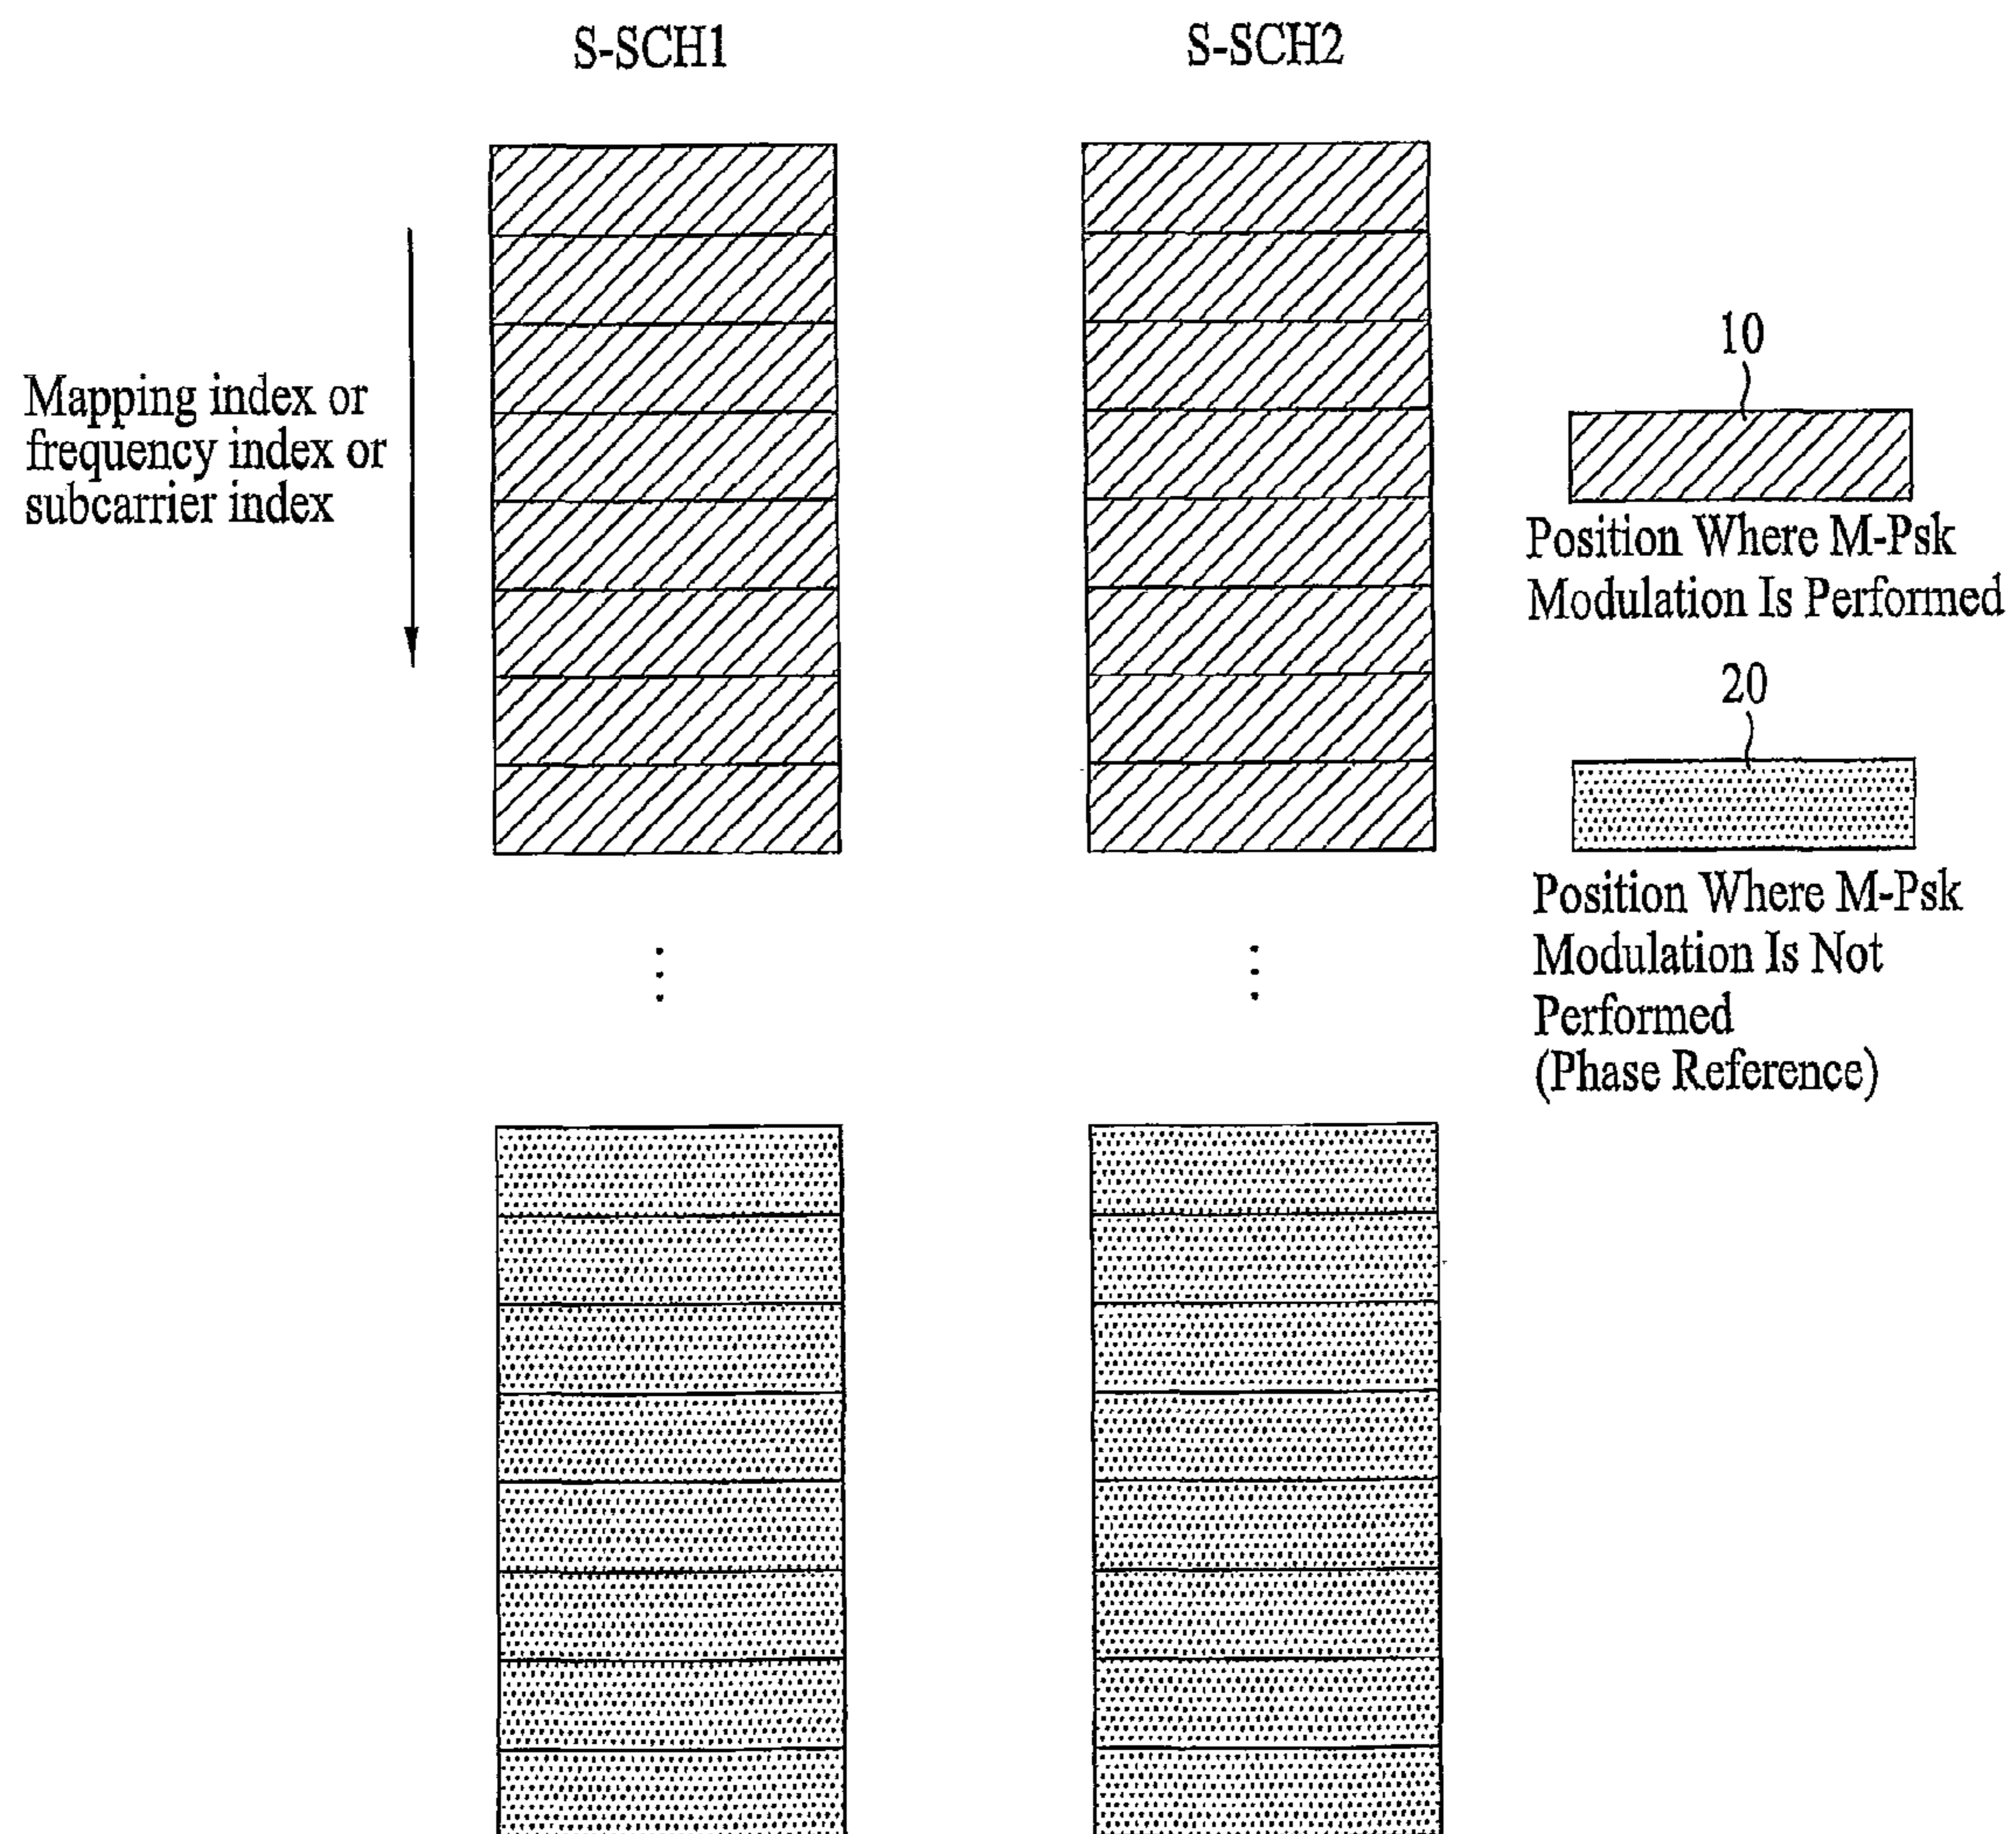 S-SCH1
S-SCH2
Mapping index or
frequency index or
subcarrier index
10
Position Where M-Psk
Modulation Is Performed
20
Position Where M-Psk
Modulation Is Not
Performed
(Phase Reference)